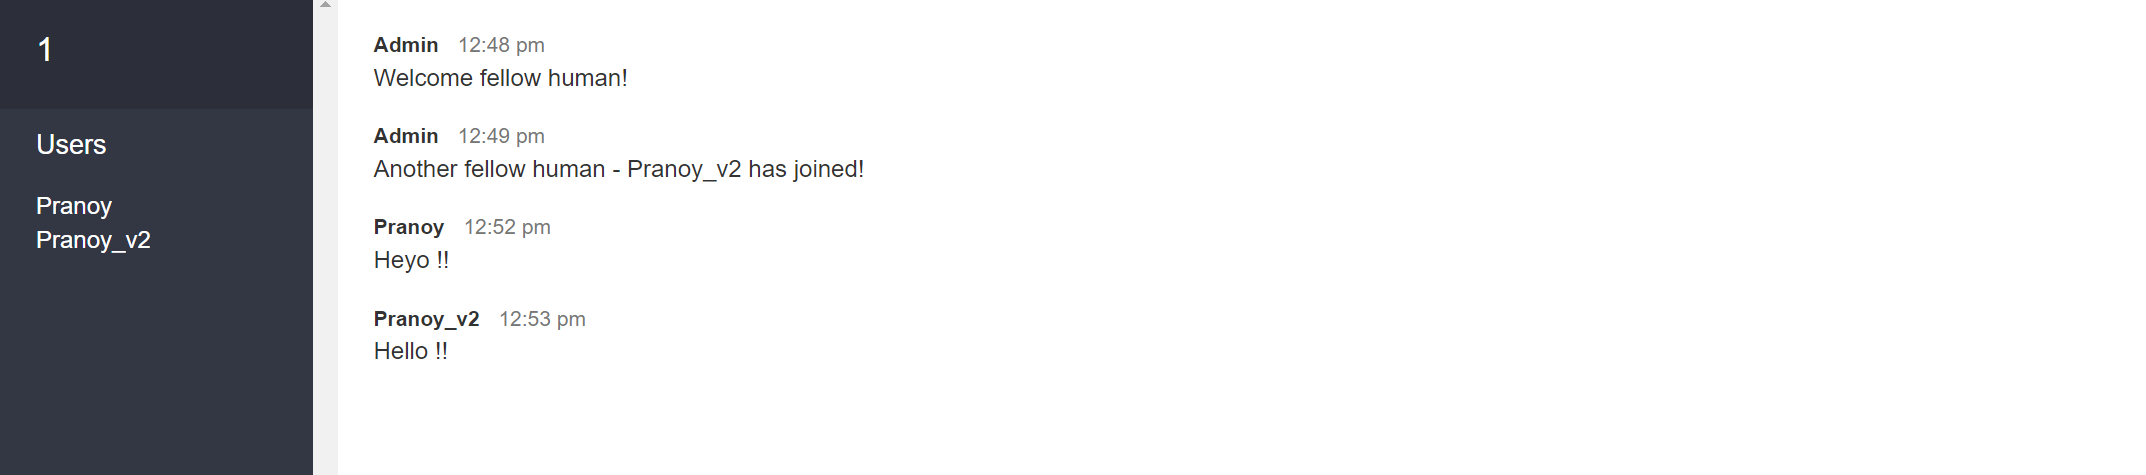 1
Users
Pranoy
Pranoy_v2
Admin 12:48 pm
Welcome fellow human!
Admin 12:49 pm
Another fellow human - Pranoy_v2 has joined!
Pranoy 12:52 pm
Heyo !!
Pranoy_v2 12:53 pm
Hello !!